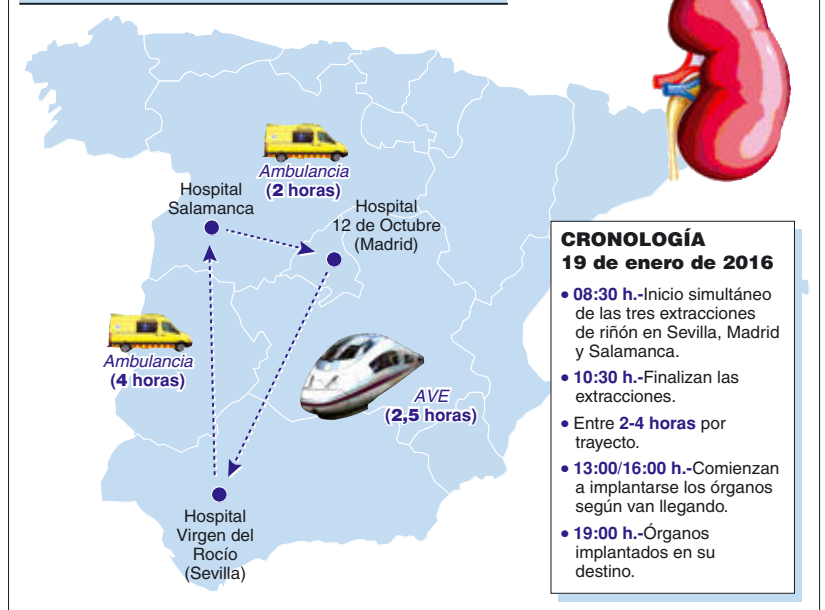 Ambulancia
(2 horas)
Hospital
Salamanca
Hospital
12 de Octubre
(Madrid)
Ambulancia
(4 horas)
AVE
(2,5 horas)
Hospital
Virgen del
Rocío
(Sevilla)
CRONOLOGÍA
19 de enero de 2016
• 08:30 h.-Inicio simultáneo
de las tres extracciones
de riñón en Sevilla, Madrid
y Salamanca.
• 10:30 h.-Finalizan las
extracciones.
• Entre 2-4 horas por
trayecto.
• 13:00/16:00 h.-Comienzan
a implantarse los órganos
según van llegando.
• 19:00 h.-Órganos
implantados en su
destino.